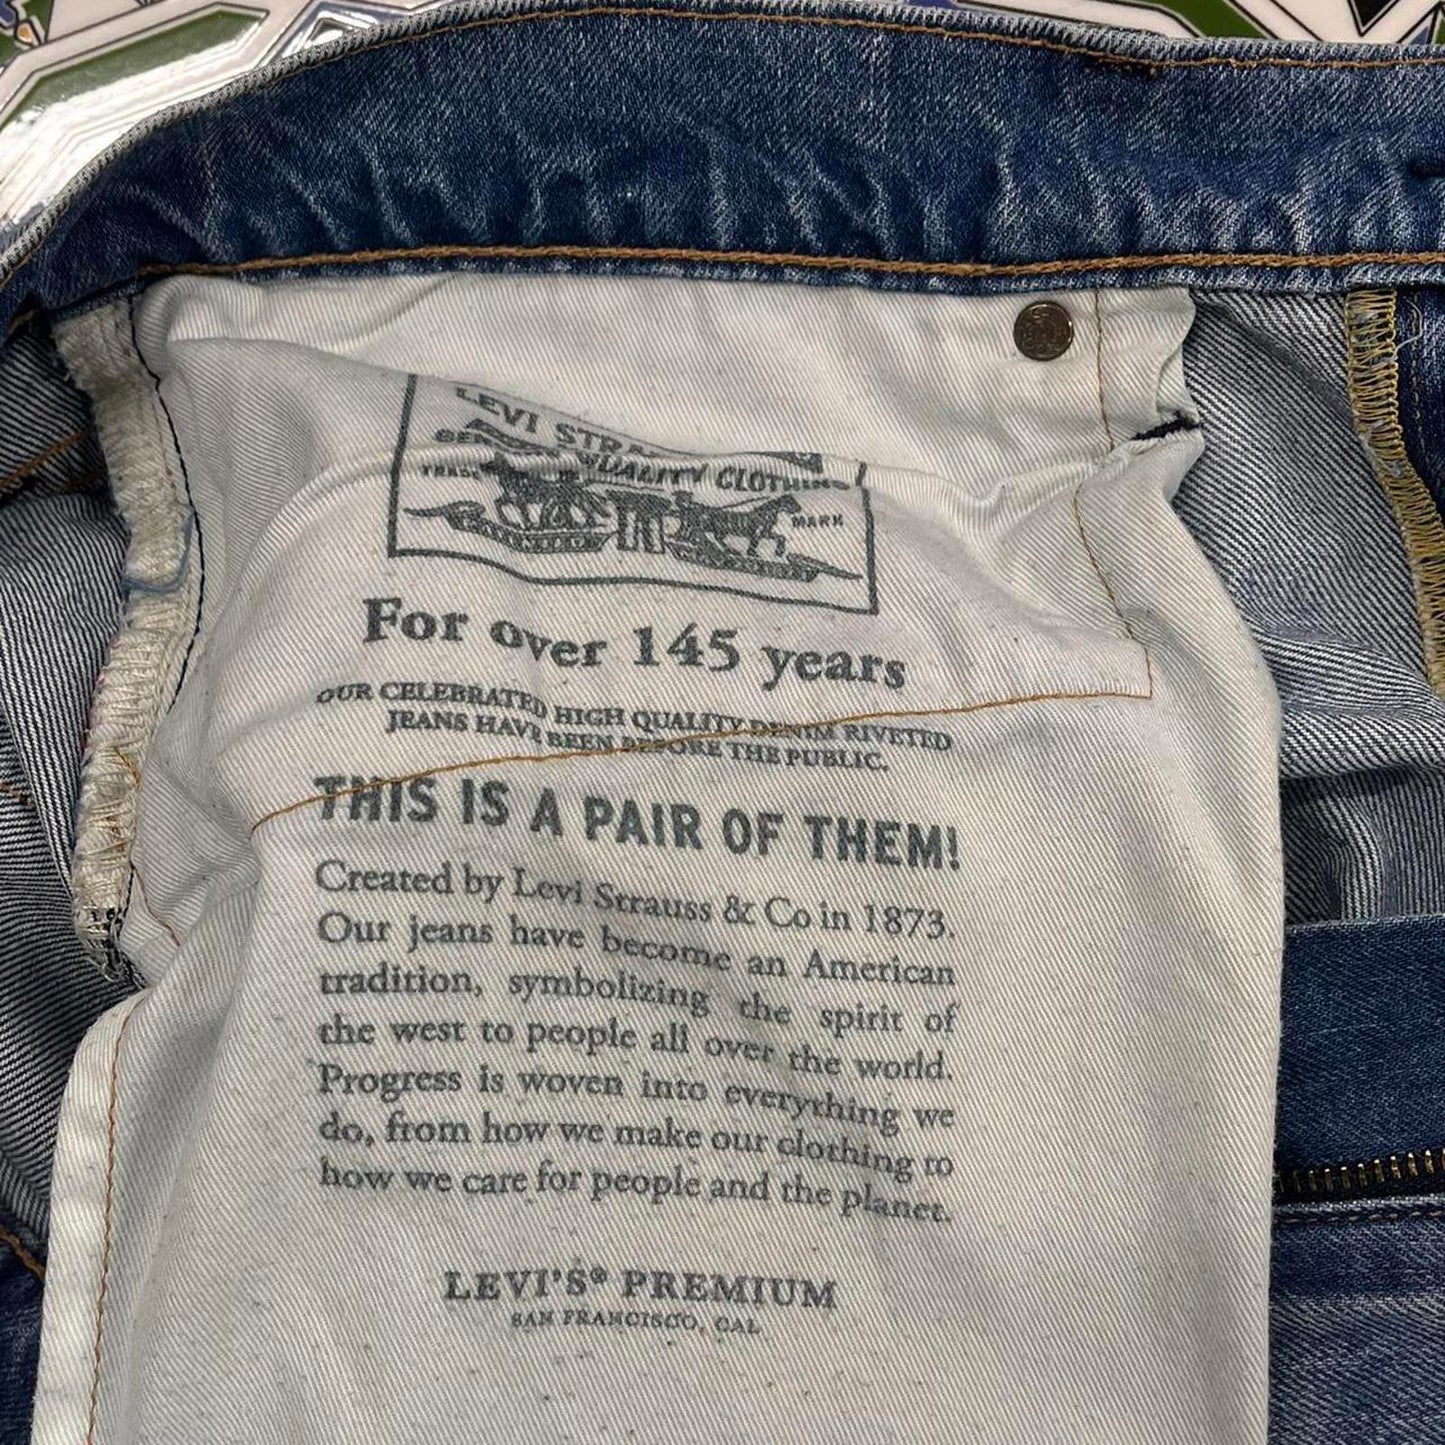 LEVI
QUALITY CLOTHING
TRADE MARK
For over 145 years
OUR CELEBRATED HIGH QUALITY DENIM RIVETED
JEANS HAVE BEEN BEFORE THE PUBLIC.
THIS IS A PAIR OF THEM!
Created by Levi Strauss & Co in 1873.
Our jeans have become an American
tradition, symbolizing the spirit of
the west to people all over the world.
Progress is woven into everything we
do, from how we make our clothing to
how we care for people and the planet.
LEVI'S® PREMIUM
SAN FRANCISCO, CAL